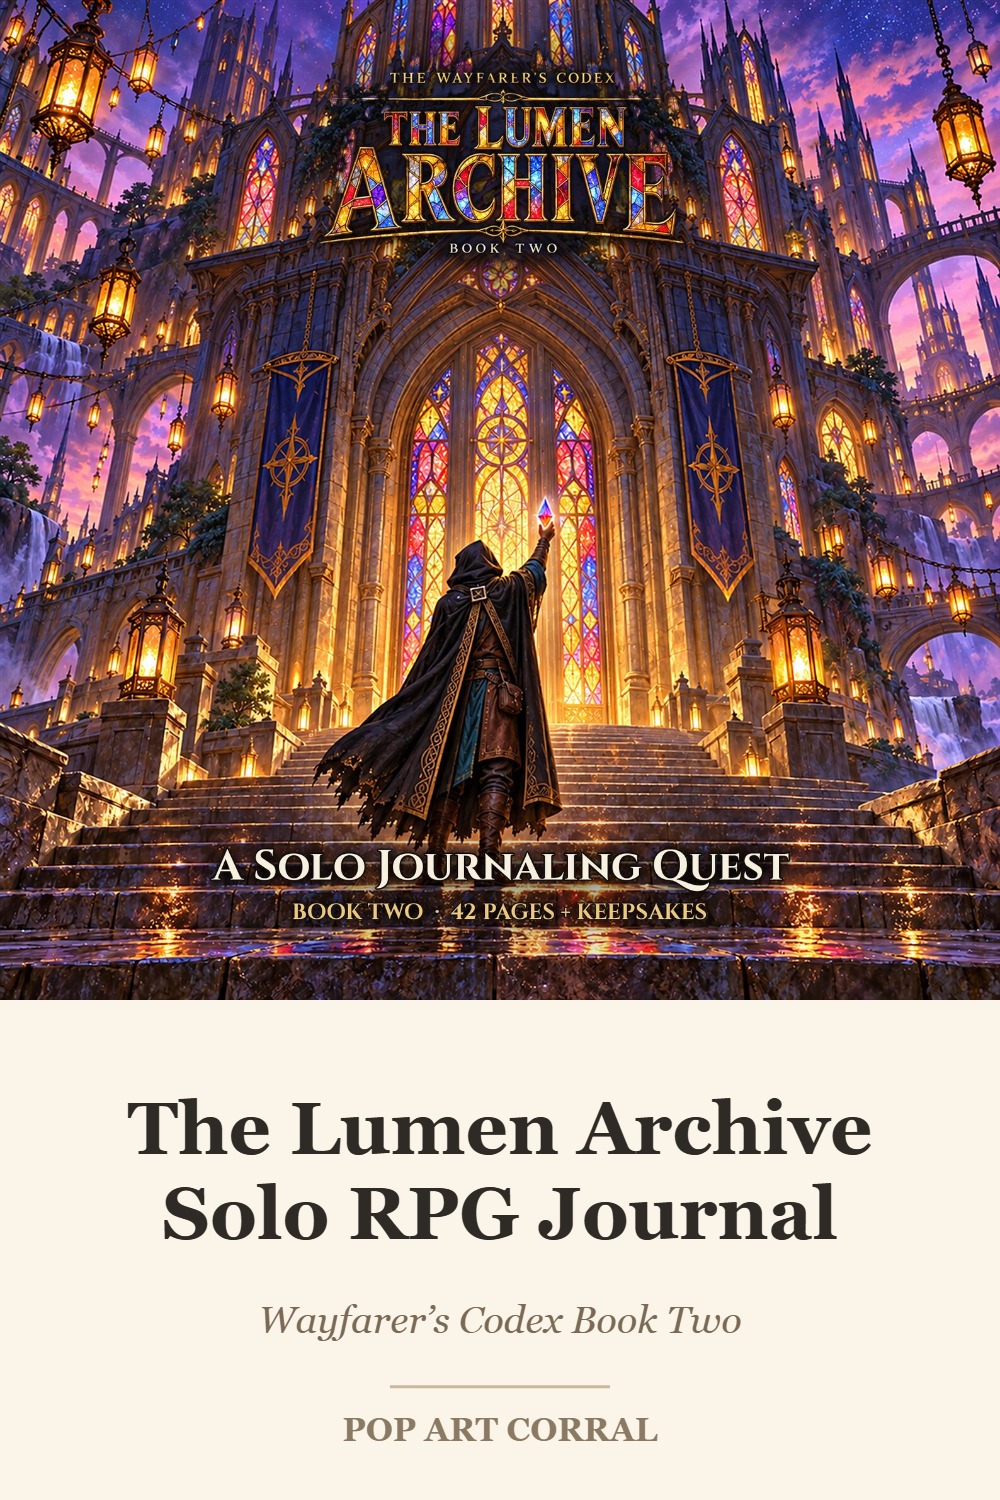 THE WAYFARER'S CODEX
THE LUMEN
ARCHIVE
BOOK TWO
A SOLO JOURNALING QUEST
BOOK TWO · 42 PAGES + KEEPSAKES
The Lumen Archive
Solo RPG Journal
Wayfarer’s Codex Book Two
POP ART CORRAL